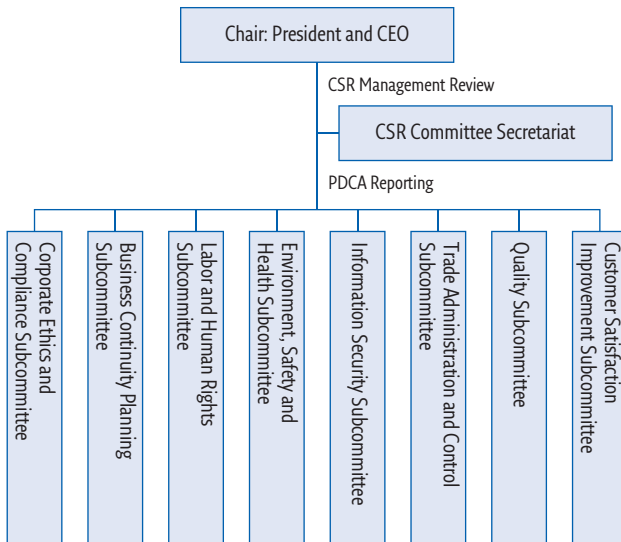 Chair: President and CEO
CSR Management Review
CSR Committee Secretariat
PDCA Reporting
Corporate Ethics and
Compliance Subcommittee
Business Continuity Planning
Subcommittee
Labor and Human Rights
Subcommittee
Environment, Safety and
Health Subcommittee
Information Security Subcommittee
Trade Administration and Control
Subcommittee
Quality Subcommittee
Customer Satisfaction
Improvement Subcommittee